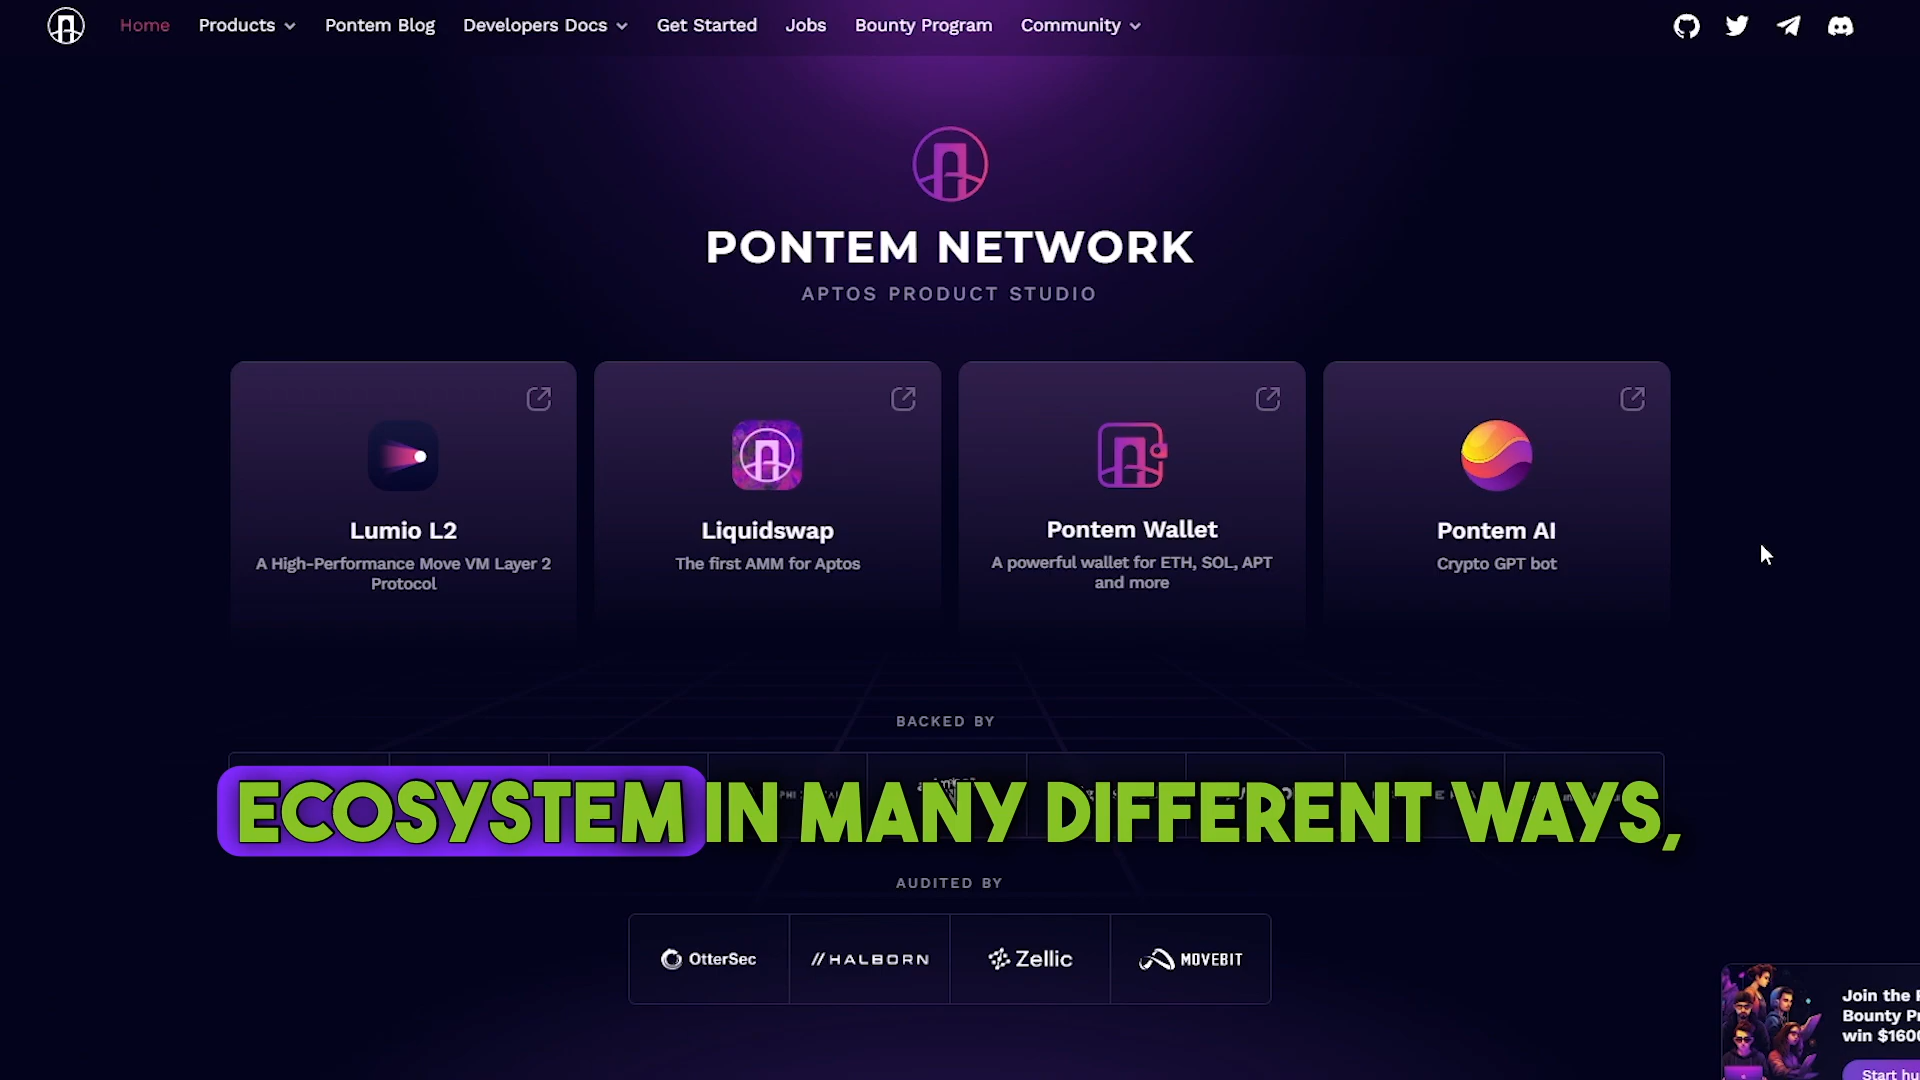 Home Products Pontem Blog Developers Docs Get Started Jobs Bounty Program Community
PONTEM NETWORK
APTOS PRODUCT STUDIO
Lumio L2
A High-Performance Move VM Layer 2
Protocol
Liquidswap
The first AMM for Aptos
Pontem Wallet
A powerful wallet for ETH, SOL, APT
and more
Pontem AI
Crypto GPT bot
BACKED BY
ECOSYSTEM IN MANY DIFFERENT WAYS,
AUDITED BY
OtterSec
//HALBORN
Zellic
MOVEBIT
Join the
Bounty
win $1600
Start